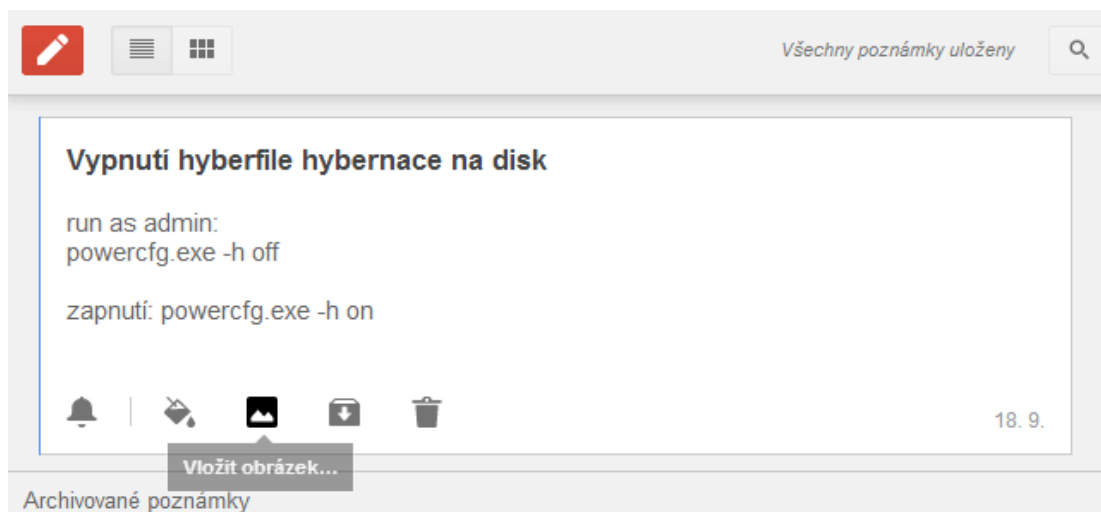 Všechny poznámky uloženy
Vypnutí hyberfile hybernace na disk
run as admin:
powercfg.exe -h off
zapnutí: powercfg.exe -h on
18. 9.
Vložit obrázek...
Archivované poznámky